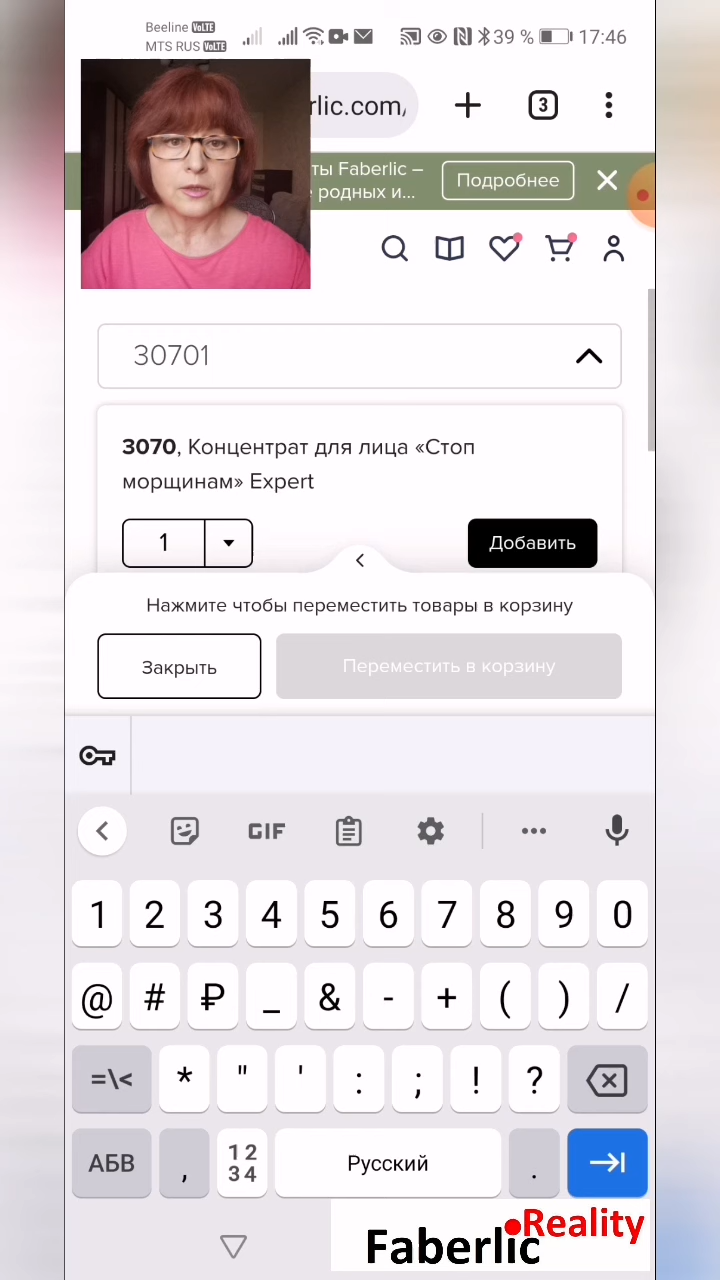 Beeline VoLTE
MTS RUS VoLTE
39 %
17:46
rlic.com,
3
ты Faberlic –
родных и...
Подробнее
30701
3070, Концентрат для лица «Стоп
морщинам» Expert
1
Добавить
Нажмите чтобы переместить товары в корзину
Закрыть
Переместить в корзину
GIF
1 2 3 4 5 6 7 8 9 0
@ # ₽ _ & - + ( ) /
=\< * " ' : ; ! ?
АБВ , 12 34 Русский .
Reality
Faberlic